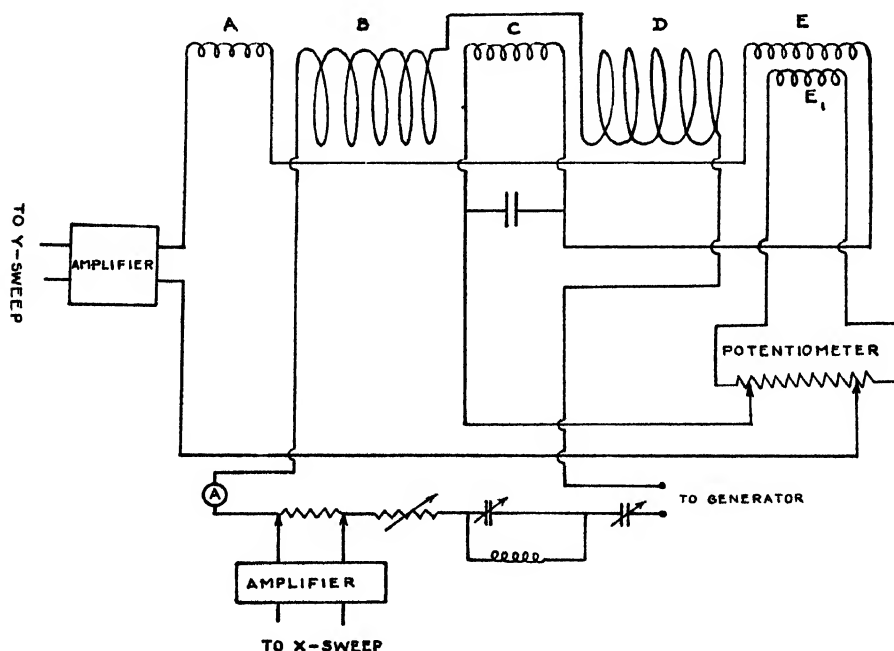 A
B
C
D
E
E₁
TO Y-SWEEP
AMPLIFIER
POTENTIOMETER
A
TO GENERATOR
AMPLIFIER
TO X-SWEEP